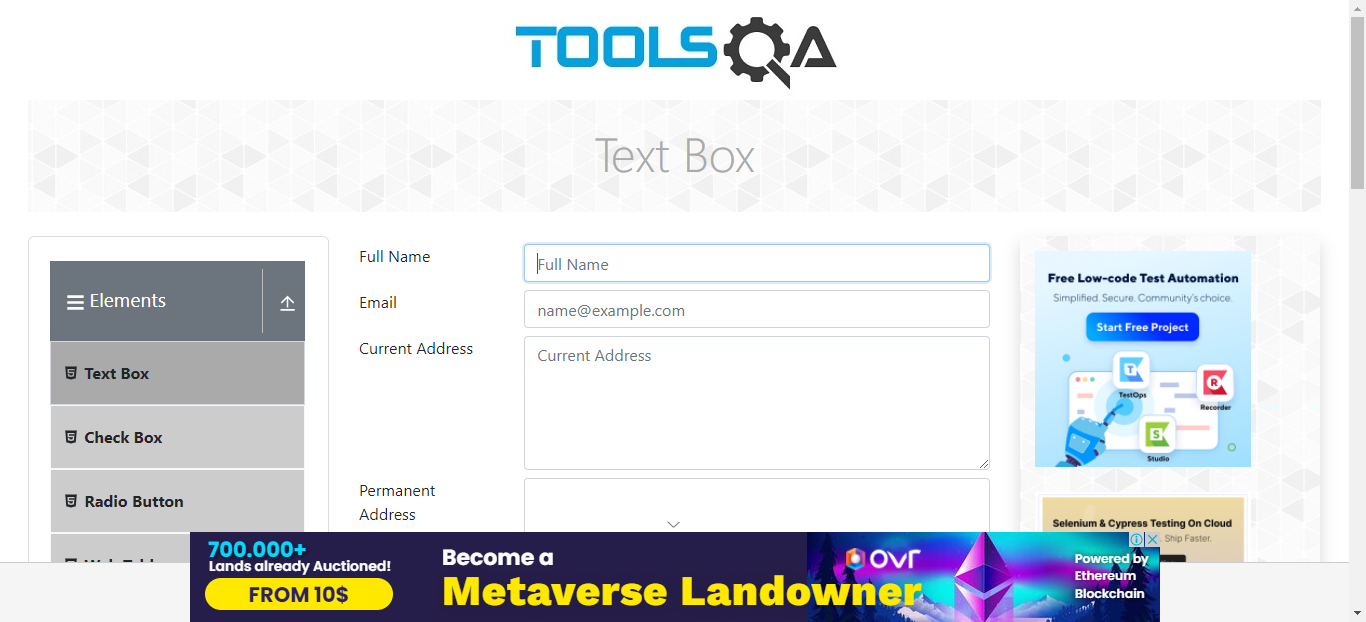 TOOLSQA
Text Box
Elements
Text Box
Check Box
Radio Button
Full Name
Full Name
Email
name@example.com
Current Address
Current Address
Permanent
Address
Free Low-code Test Automation
Simplified. Secure. Community's choice.
Start Free Project
TestOps
Recorder
Studio
Selenium & Cypress Testing On Cloud
. Ship Faster.
700.000+
Lands already Auctioned!
FROM 10$
Become a
Metaverse Landowner
OVR
Powered by
Ethereum
Blockchain